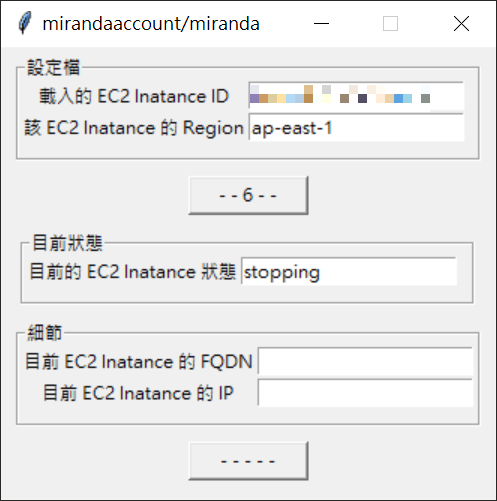 mirandaaccount/miranda
設定檔
載入的 EC2 Inatance ID
該 EC2 Inatance 的 Region ap-east-1
- - 6 - -
目前狀態
目前的 EC2 Inatance 狀態 stopping
細節
目前 EC2 Inatance 的 FQDN
目前 EC2 Inatance 的 IP
- - - - -